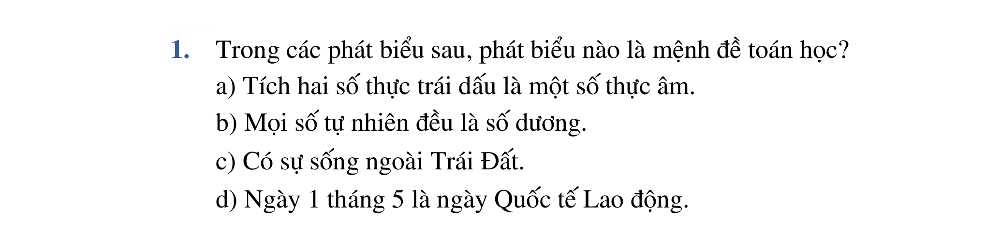 1. Trong các phát biểu sau, phát biểu nào là mệnh đề toán học?
a) Tích hai số thực trái dấu là một số thực âm.
b) Mọi số tự nhiên đều là số dương.
c) Có sự sống ngoài Trái Đất.
d) Ngày 1 tháng 5 là ngày Quốc tế Lao động.